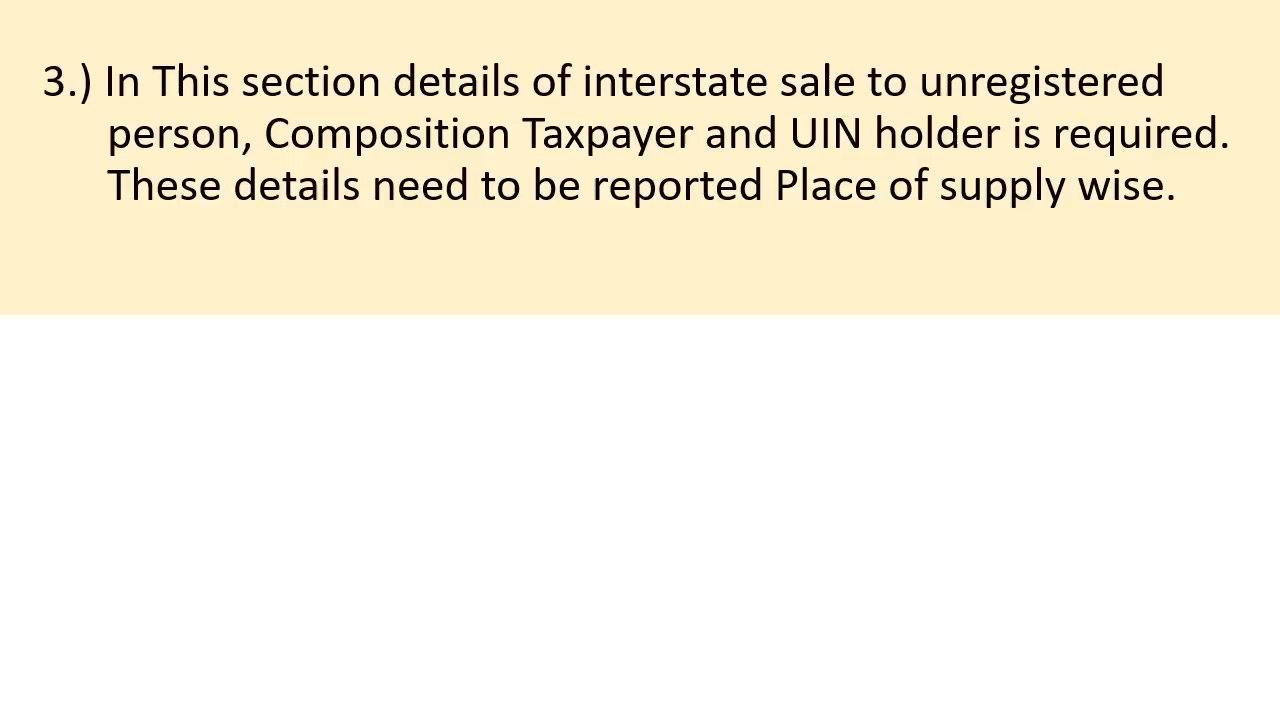 3.) In This section details of interstate sale to unregistered
person, Composition Taxpayer and UIN holder is required.
These details need to be reported Place of supply wise.